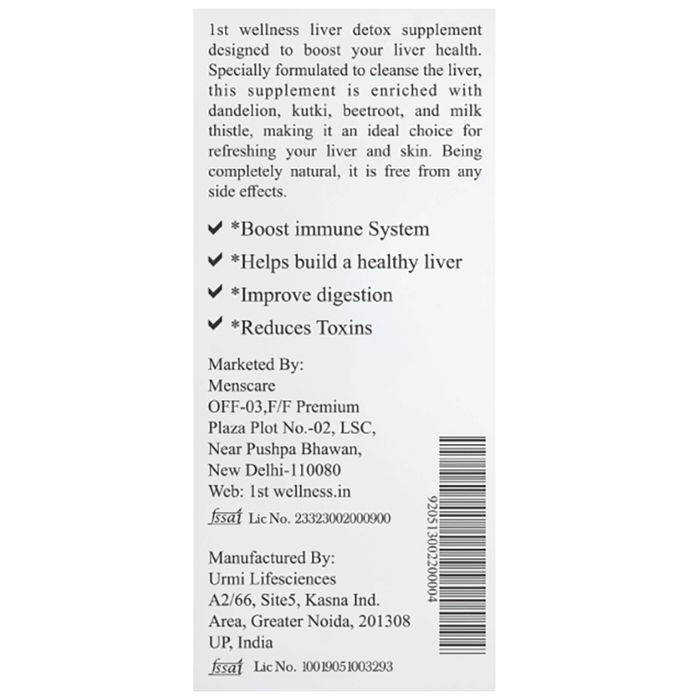 1st wellness liver detox supplement
designed to boost your liver health.
Specially formulated to cleanse the liver,
this supplement is enriched with
dandelion, kutki, beetroot, and milk
thistle, making it an ideal choice for
refreshing your liver and skin. Being
completely natural, it is free from any
side effects.
✔ *Boost immune System
✔ *Helps build a healthy liver
✔ *Improve digestion
✔ *Reduces Toxins
Marketed By:
Menscare
OFF-03,F/F Premium
Plaza Plot No.-02, LSC,
Near Pushpa Bhawan,
New Delhi-110080
Web: 1st wellness.in
fssai Lic No. 23323002000900
Manufactured By:
Urmi Lifesciences
A2/66, Site5, Kasna Ind.
Area, Greater Noida, 201308
UP, India
fssai Lic No. 10019051003293
920513002200004